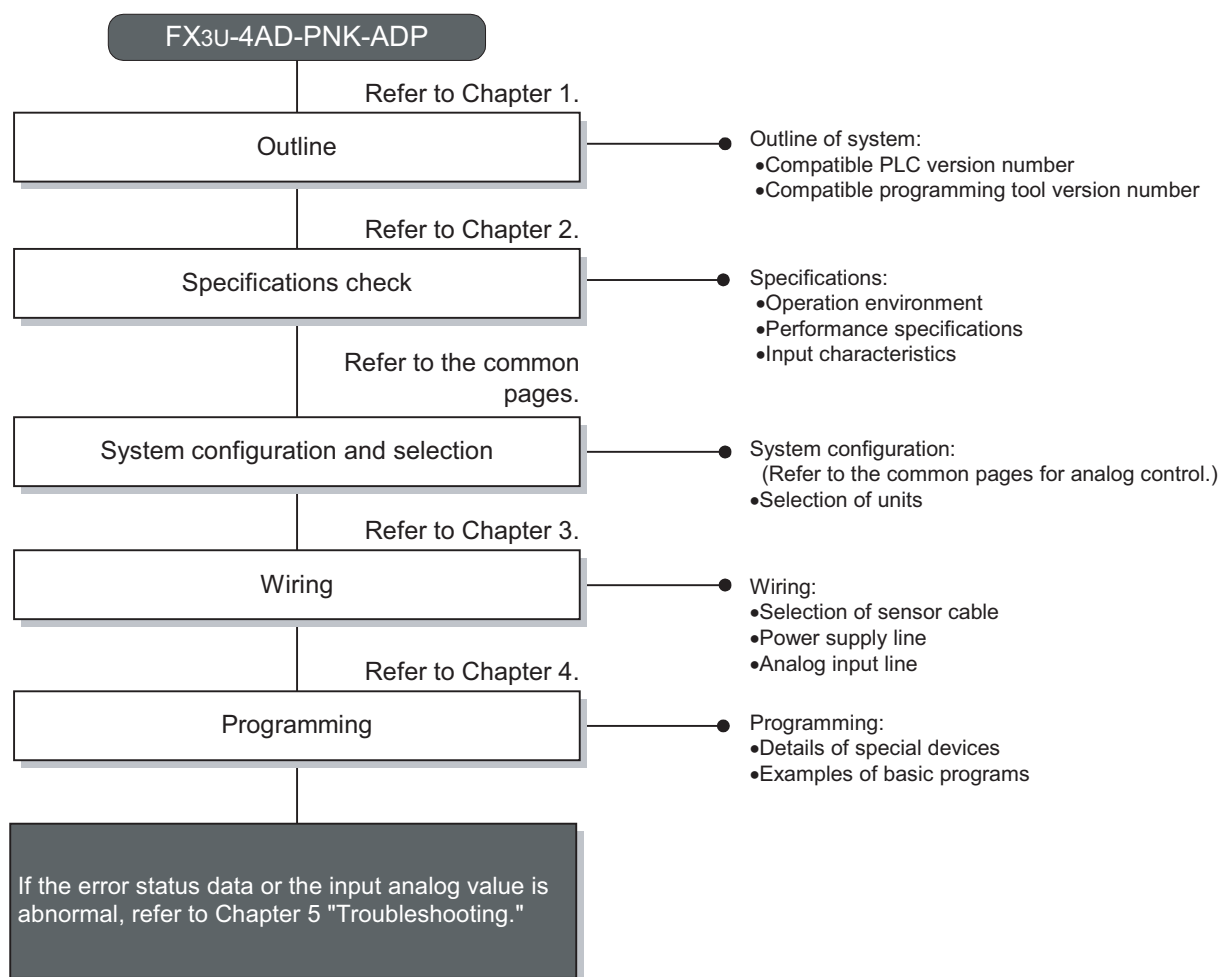 FX3U-4AD-PNK-ADP
Refer to Chapter 1.
Outline
Outline of system:
•Compatible PLC version number
•Compatible programming tool version number
Refer to Chapter 2.
Specifications check
Specifications:
•Operation environment
•Performance specifications
•Input characteristics
Refer to the common
pages.
System configuration and selection
System configuration:
(Refer to the common pages for analog control.)
•Selection of units
Refer to Chapter 3.
Wiring
Wiring:
•Selection of sensor cable
•Power supply line
•Analog input line
Refer to Chapter 4.
Programming
Programming:
•Details of special devices
•Examples of basic programs
If the error status data or the input analog value is
abnormal, refer to Chapter 5 "Troubleshooting."